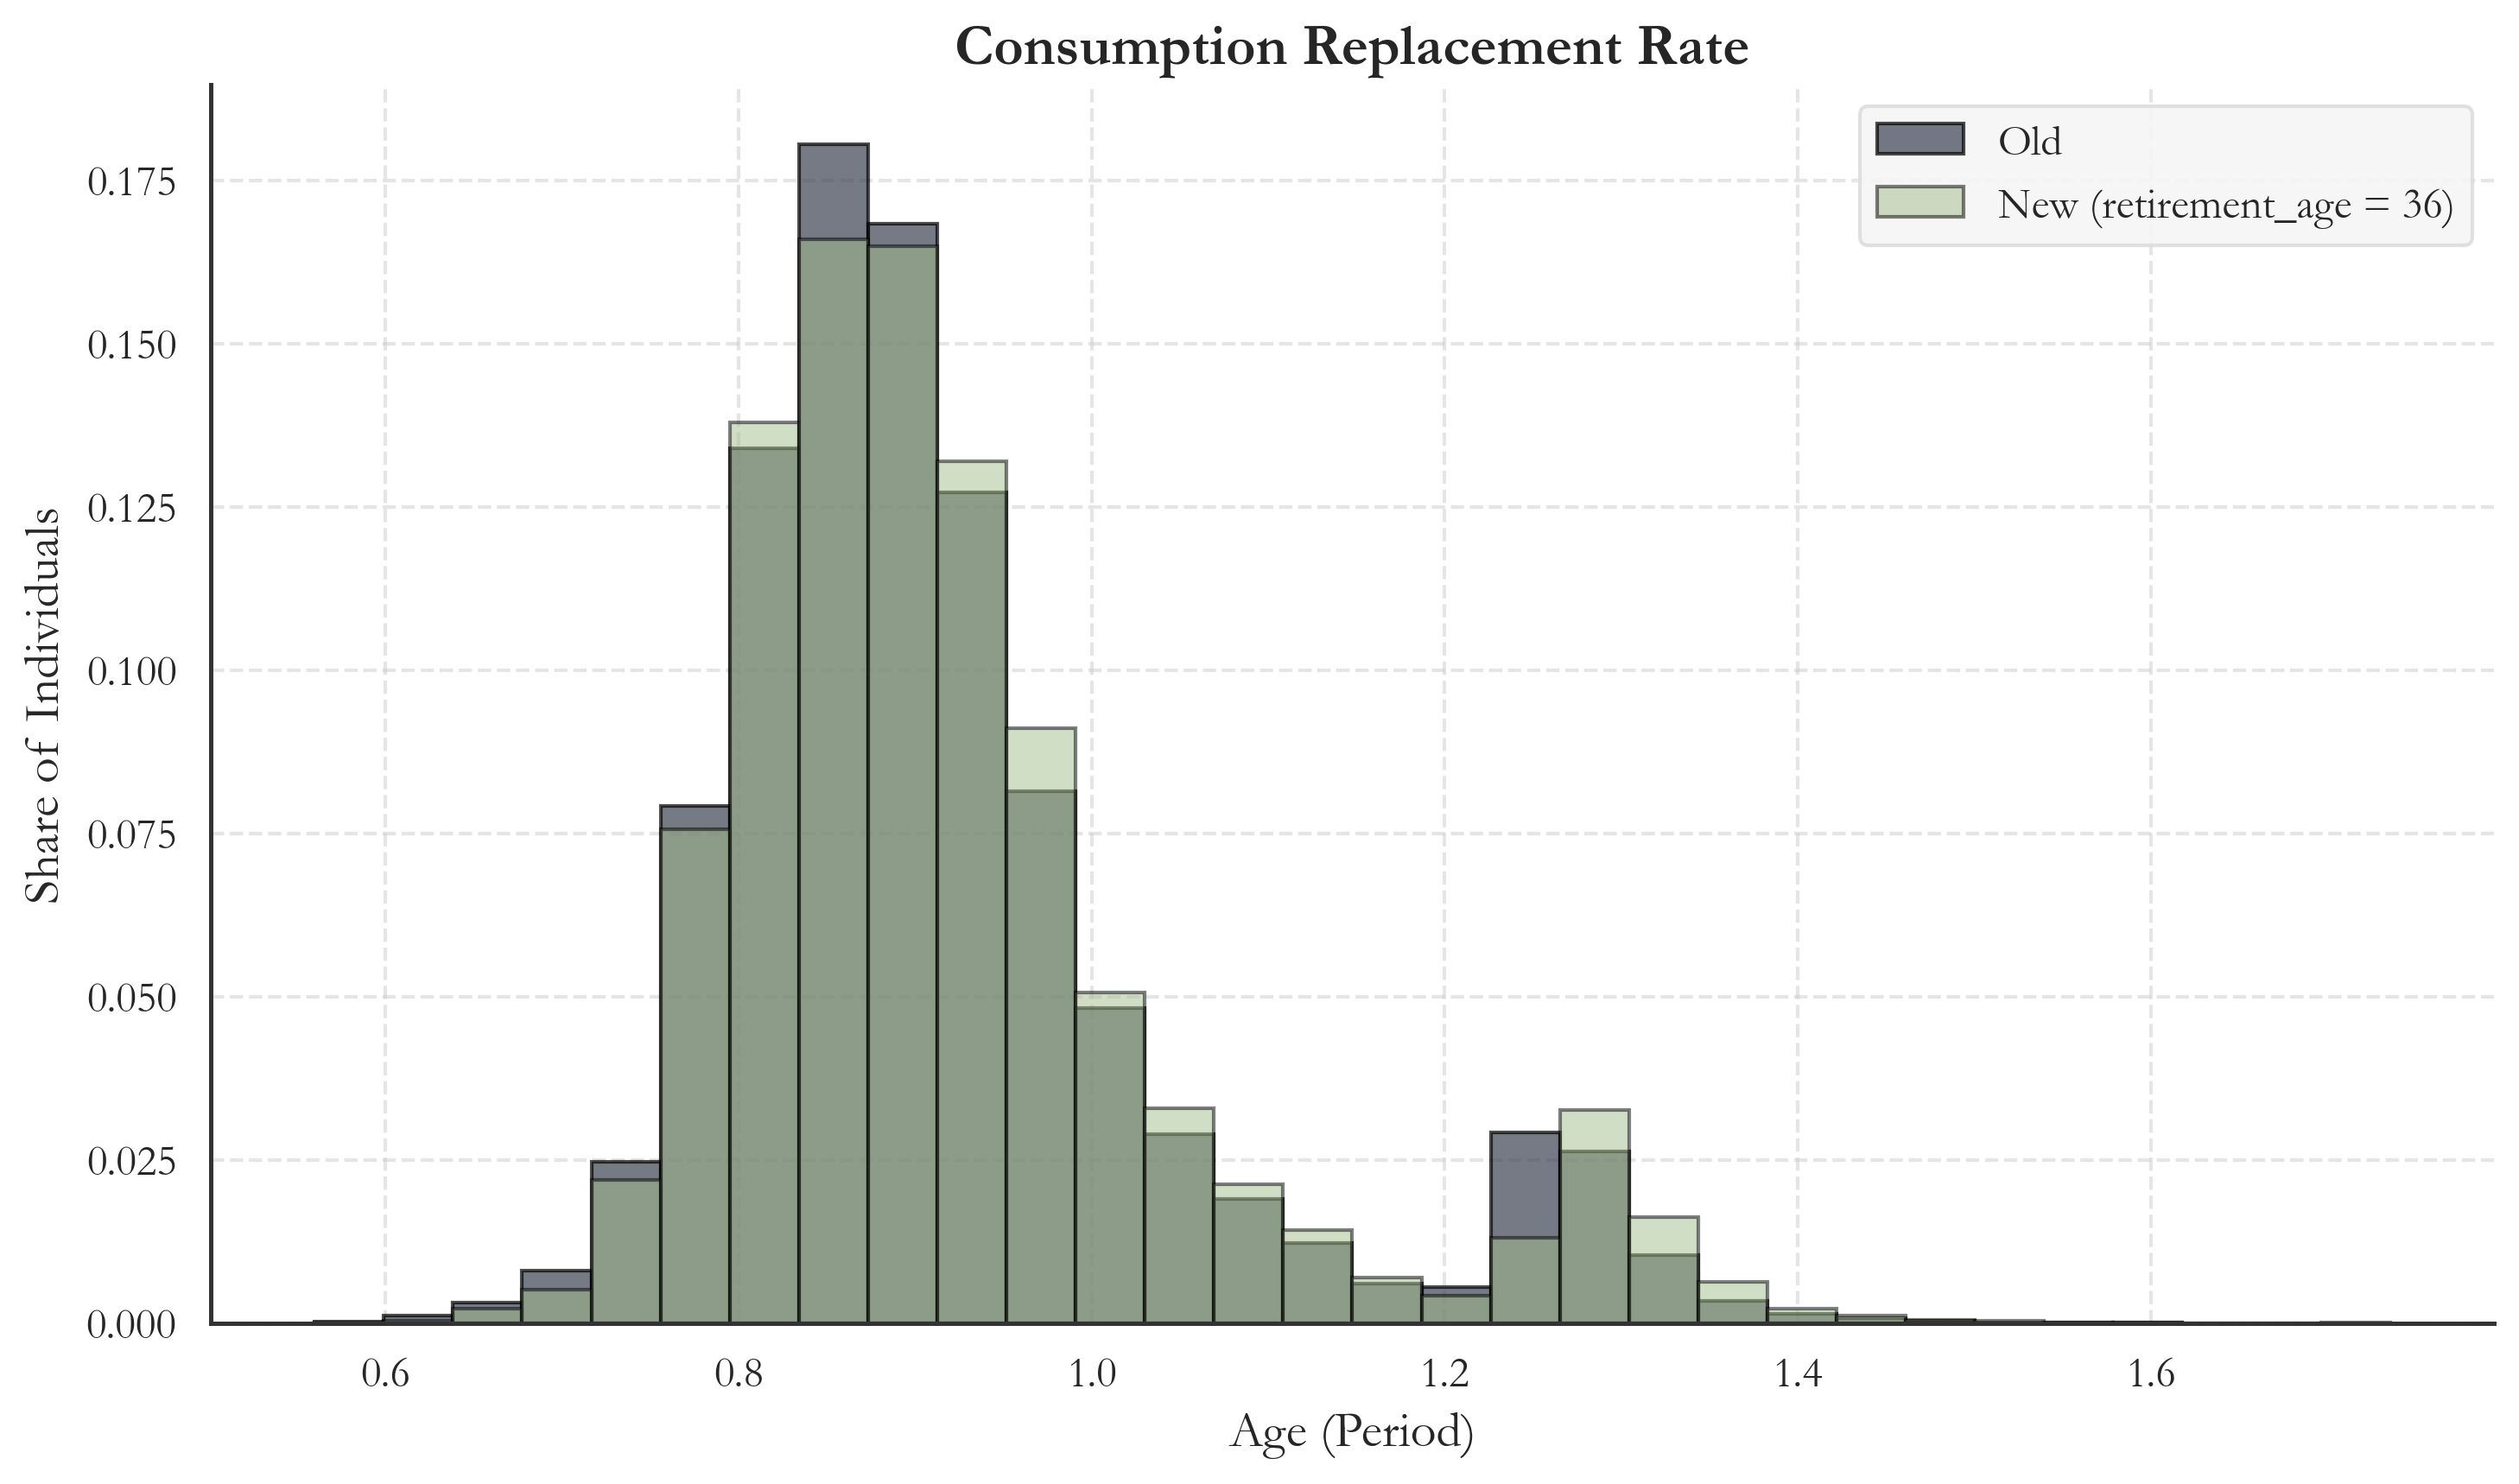 Consumption Replacement Rate
Old
New (retirement_age = 36)
Share of Individuals
0.175
0.150
0.125
0.100
0.075
0.050
0.025
0.000
0.6 0.8 1.0 1.2 1.4 1.6
Age (Period)